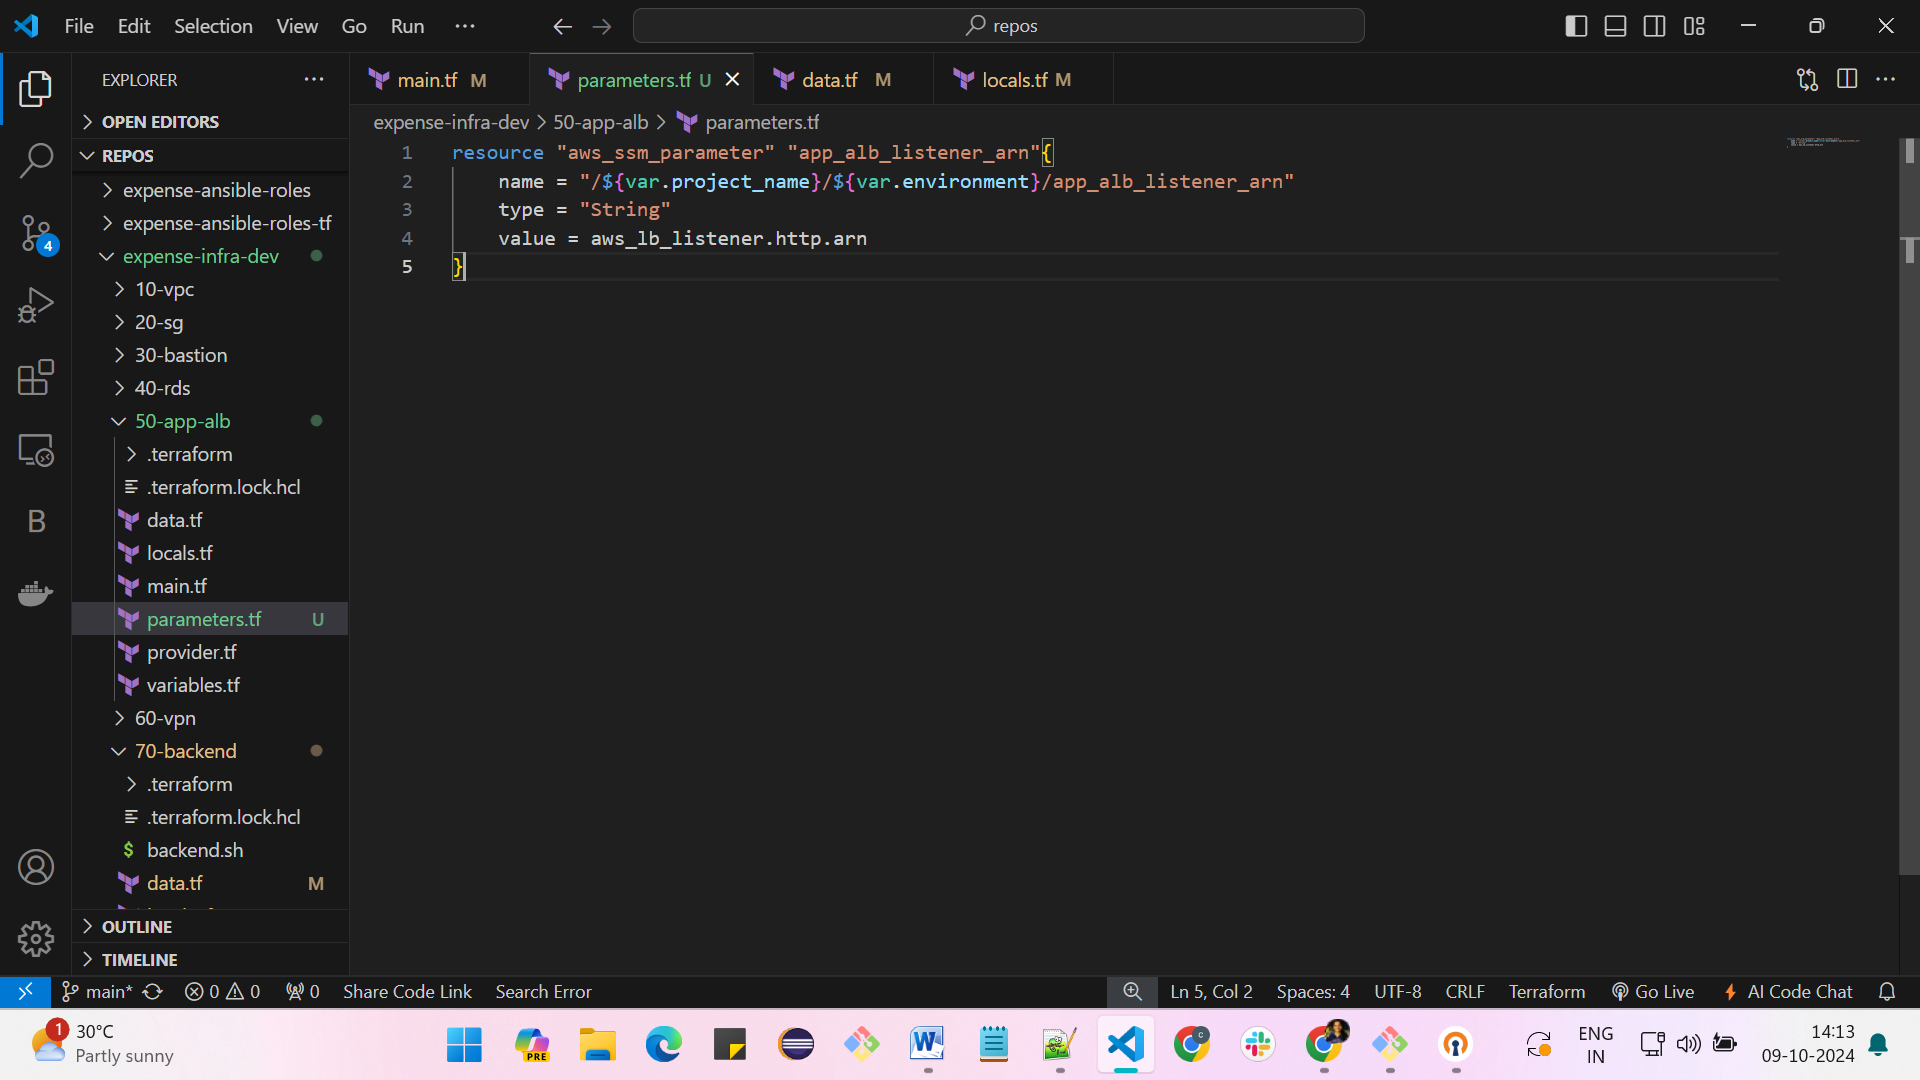 File Edit Selection View Go Run ···
repos
EXPLORER ···
OPEN EDITORS
REPOS
expense-ansible-roles
expense-ansible-roles-tf
expense-infra-dev
10-vpc
20-sg
30-bastion
40-rds
50-app-alb
.terraform
.terraform.lock.hcl
data.tf
locals.tf
main.tf
parameters.tf U
provider.tf
variables.tf
60-vpn
70-backend
.terraform
.terraform.lock.hcl
$ backend.sh
data.tf M
OUTLINE
TIMELINE
4
B
main.tf M
parameters.tf U
data.tf M
locals.tf M
expense-infra-dev > 50-app-alb > parameters.tf
1 resource "aws_ssm_parameter" "app_alb_listener_arn"{
2 name = "/${var.project_name}/${var.environment}/app_alb_listener_arn"
3 type = "String"
4 value = aws_lb_listener.http.arn
5 }
main* 0 0 0 Share Code Link Search Error
Ln 5, Col 2 Spaces: 4 UTF-8 CRLF Terraform Go Live AI Code Chat
1 30°C
Partly sunny
PRE
W
C
ENG
IN
14:13
09-10-2024